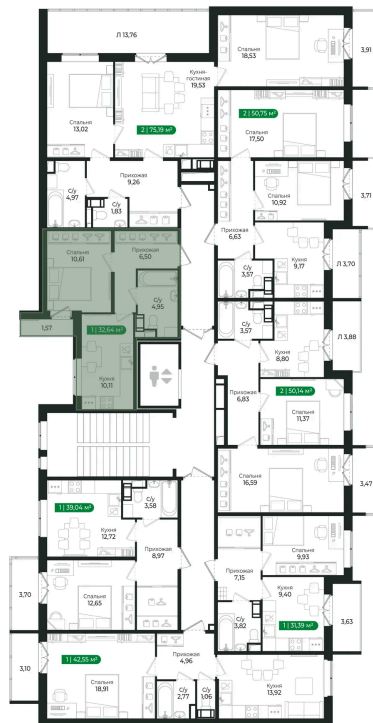 Л 13,76
Спальня
18,53
3,91
Кухня-
гостиная
19,53
Спальня
13,02
2 | 75,19 м²
2 | 50,75 м²
Спальня
17,50
С/у
4,97
Прихожая
9,26
С/у
1,83
Спальня
10,92
3,71
Прихожая
6,63
Спальня
10,61
Прихожая
6,50
С/у
3,57
Кухня
9,17
Л 3,70
С/у
4,95
1,57
1 | 32,64 м²
С/у
3,57
Кухня
8,80
Л 3,88
Кухня
10,11
Прихожая
6,83
2 | 50,14 м²
Спальня
11,37
Спальня
16,59
3,47
1 | 39,04 м²
С/у
3,58
Кухня
12,72
Прихожая
8,97
Спальня
9,93
Прихожая
7,15
Кухня
9,40
3,70
Спальня
12,65
С/у
3,82
1 | 31,39 м²
3,63
3,10
1 | 42,55 м²
Спальня
18,91
Прихожая
4,96
С/у
2,77
С/у
1,06
Кухня
13,92